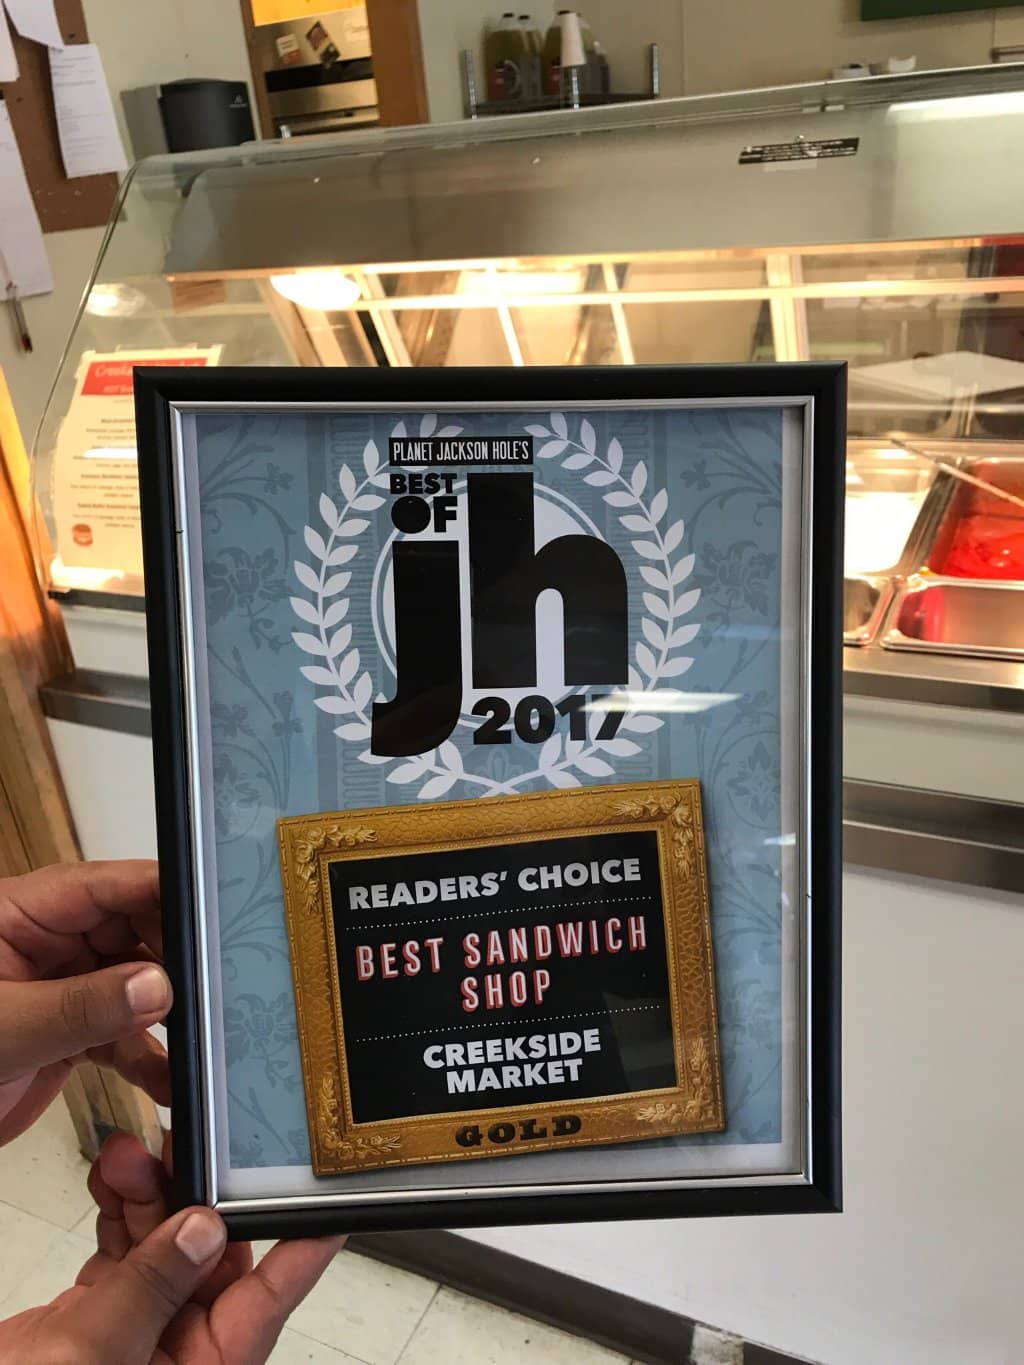 PLANET JACKSON HOLE'S
BEST
OF
jh
2017
READERS' CHOICE
BEST SANDWICH
SHOP
CREEKSIDE
MARKET
GOLD